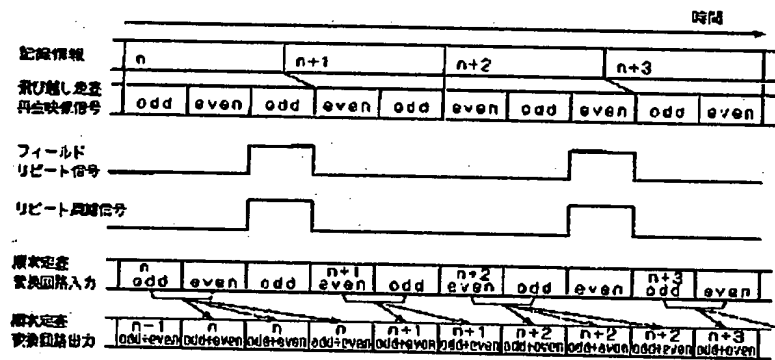 時間
記録情報
n
n+1
n+2
n+3
飛び越し走査
再生映像信号
odd even odd even odd even odd even odd even
フィールド
リピート信号
リピート識別信号
順次走査
変換回路入力
n
n+1
n+2
n+3
odd even odd even odd even odd even odd even
順次走査
変換回路出力
n-1 n n n n+1 n+1 n+2 n+2 n+2 n+3
odd+even odd+even odd+even odd+even odd+even odd+even odd+even odd+even odd+even odd+even